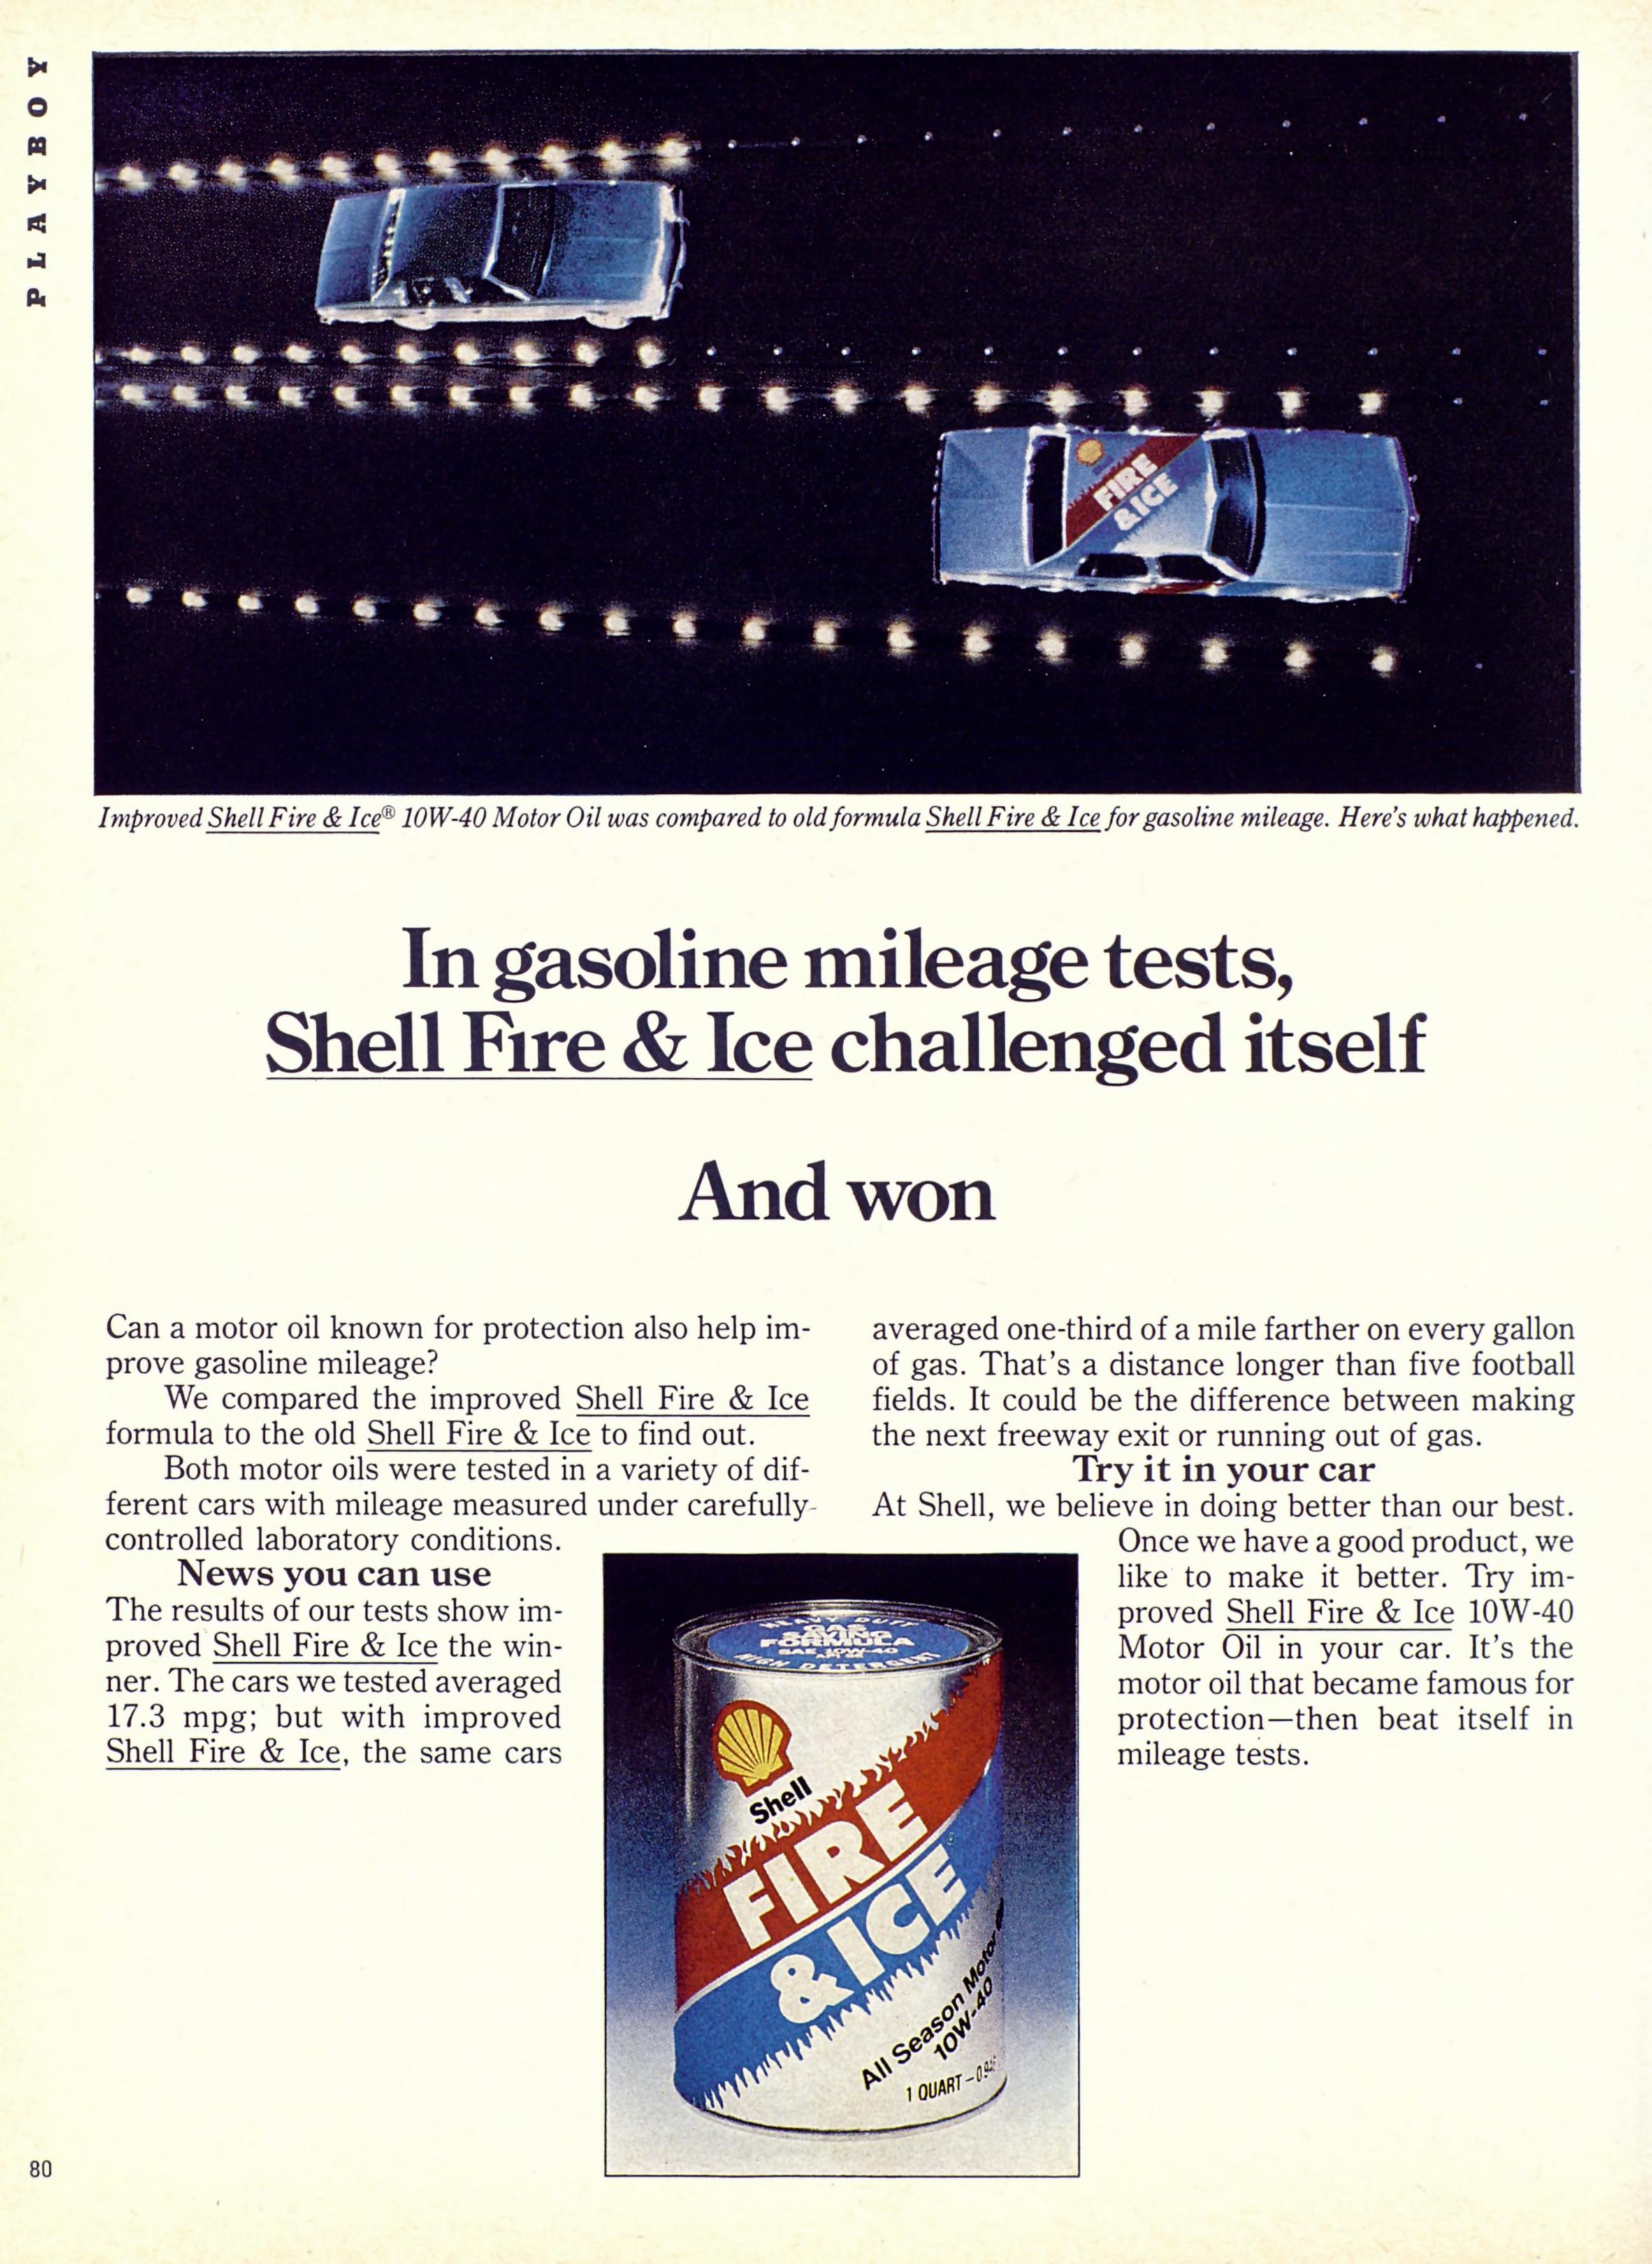 PLAYBOY
FIRE
& ICE
Improved Shell Fire & Ice® 10W-40 Motor Oil was compared to old formula Shell Fire & Ice for gasoline mileage. Here's what happened.
In gasoline mileage tests,
Shell Fire & Ice challenged itself
And won
Can a motor oil known for protection also help im-
prove gasoline mileage?
We compared the improved Shell Fire & Ice
formula to the old Shell Fire & Ice to find out.
Both motor oils were tested in a variety of dif-
ferent cars with mileage measured under carefully-
controlled laboratory conditions.
News you can use
The results of our tests show im-
proved Shell Fire & Ice the win-
ner. The cars we tested averaged
17.3 mpg; but with improved
Shell Fire & Ice, the same cars
averaged one-third of a mile farther on every gallon
of gas. That's a distance longer than five football
fields. It could be the difference between making
the next freeway exit or running out of gas.
Try it in your car
At Shell, we believe in doing better than our best.
Once we have a good product, we
like to make it better. Try im-
proved Shell Fire & Ice 10W-40
Motor Oil in your car. It's the
motor oil that became famous for
protection—then beat itself in
mileage tests.
HEAVY DUTY
GAS
SAVING
FORMULA
SAE 10W-40
HIGH DETERGENT
Shell
FIRE
& ICE
All Season Motor
10W-40
1 QUART
80